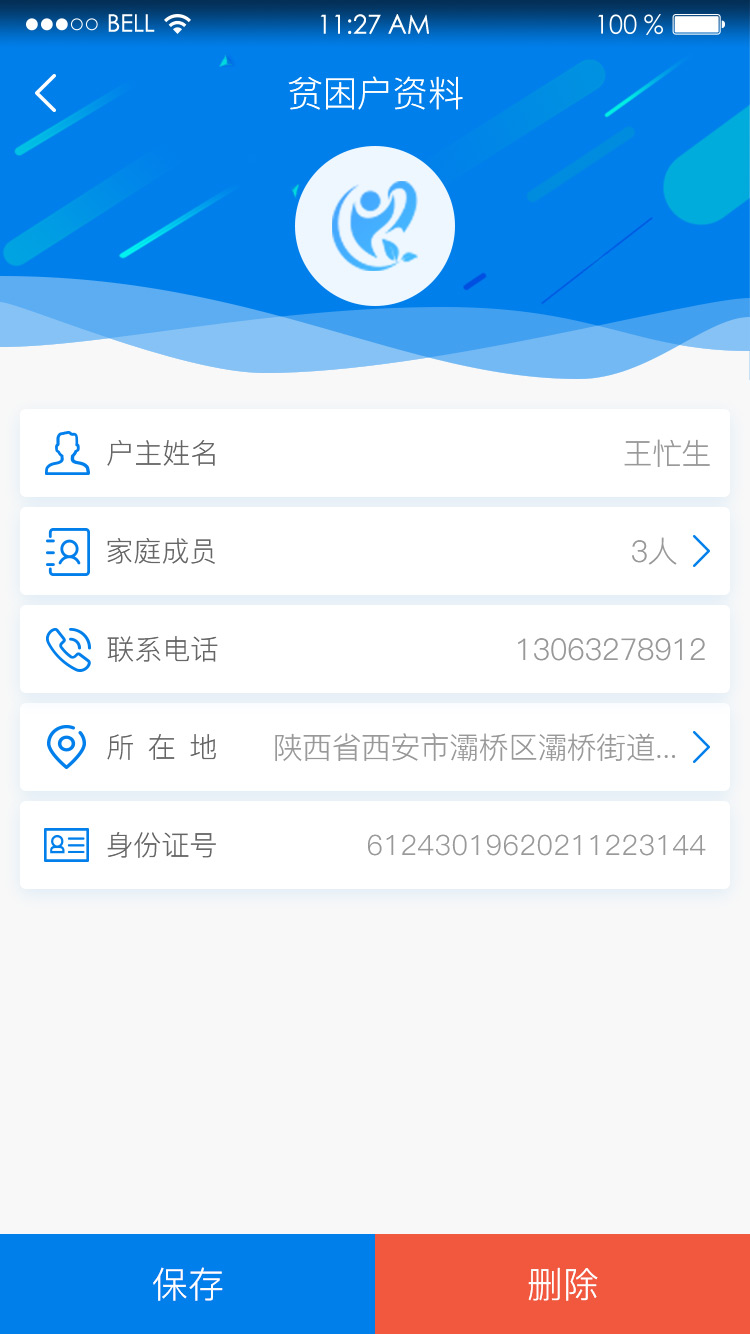 BELL 11:27 AM 100 %
贫困户资料
户主姓名 王忙生
家庭成员 3人
联系电话 13063278912
所在地 陕西省西安市灞桥区灞桥街道...
身份证号 61243019620211223144
保存 删除